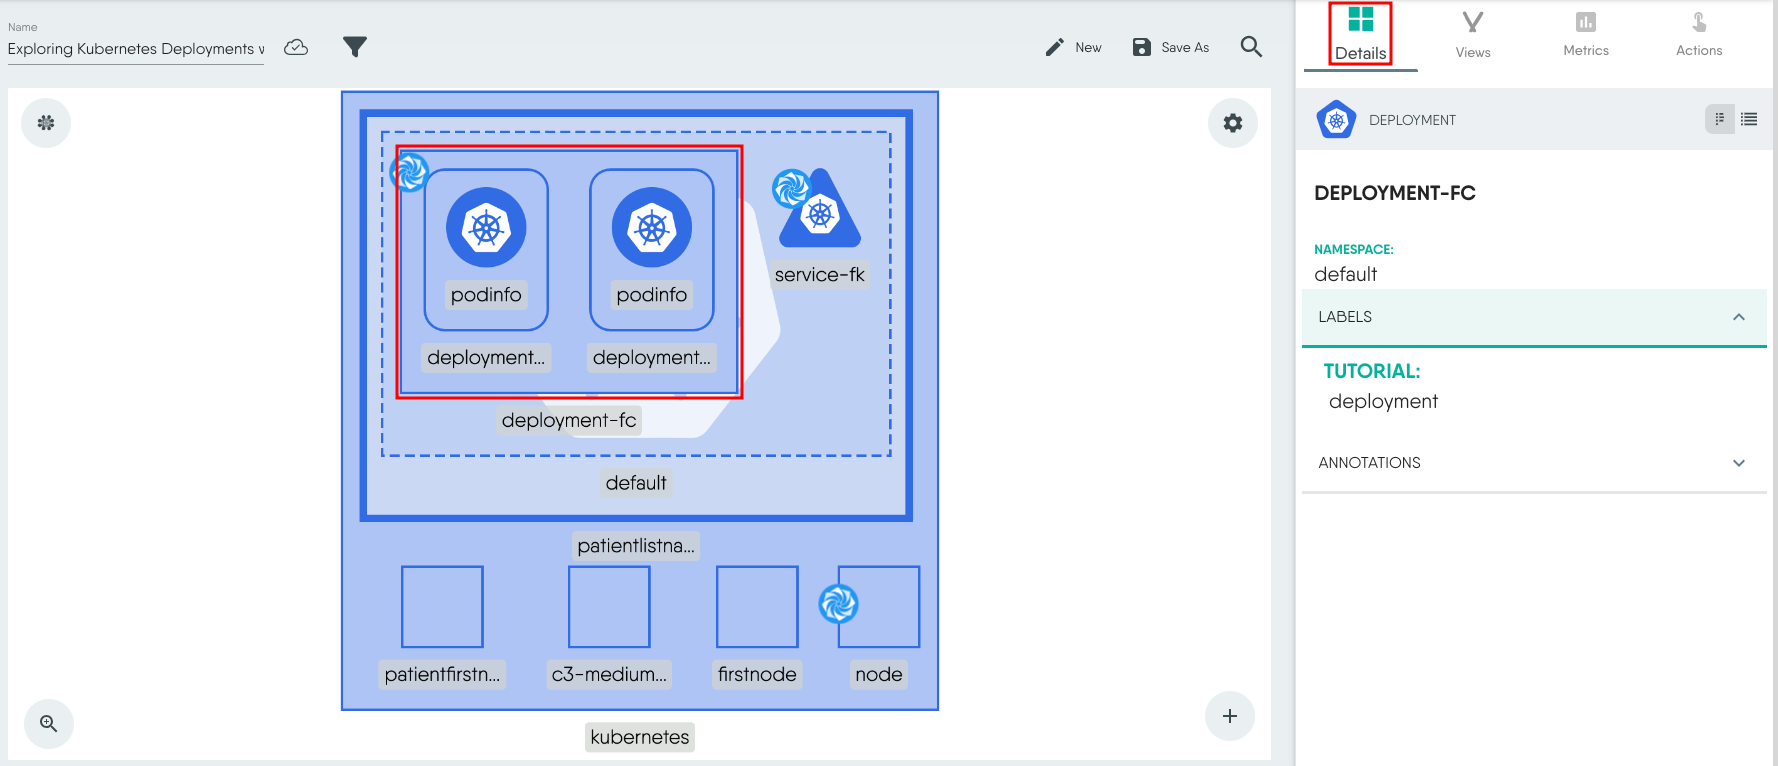 Name
Exploring Kubernetes Deployments w
New
Save As
Details
Views
Metrics
Actions
DEPLOYMENT
DEPLOYMENT-FC
NAMESPACE:
default
LABELS
TUTORIAL:
deployment
ANNOTATIONS
podinfo
podinfo
service-fk
deployment...
deployment...
deployment-fc
default
patientlistna...
patientfirstn...
c3-medium...
firstnode
node
kubernetes